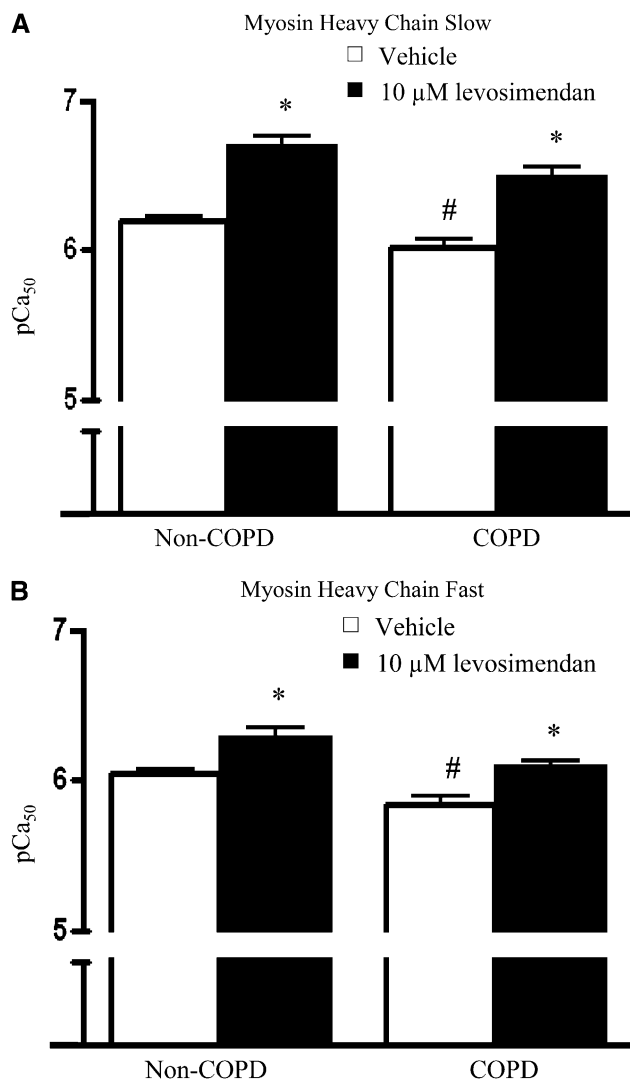 A
Myosin Heavy Chain Slow
Vehicle
10 µM levosimendan
7
*
*
#
6
pCa50
5
Non-COPD
COPD
B
Myosin Heavy Chain Fast
Vehicle
10 µM levosimendan
7
*
*
#
6
pCa50
5
Non-COPD
COPD